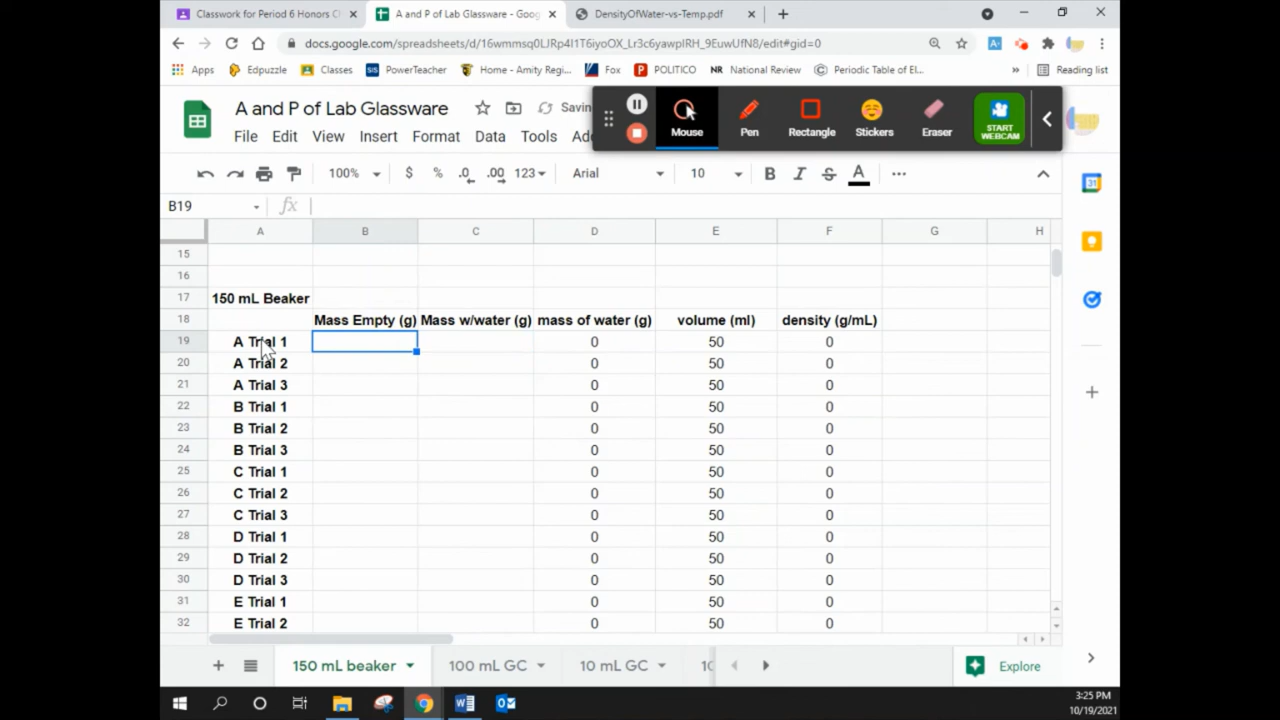 Classwork for Period 6 Honors C
A and P of Lab Glassware - Goog
DensityOfWater-vs-Temp.pdf
docs.google.com/spreadsheets/d/16wmmsq0LJRp4I1T6iyoOX_Lr3c6yawpIRH_9EuwUfN8/edit#gid=0
Apps Edpuzzle Classes SIS PowerTeacher Home - Amity Regi... Fox POLITICO NR National Review Periodic Table of El... » Reading list
A and P of Lab Glassware Saving
File Edit View Insert Format Data Tools Add
Mouse Pen Rectangle Stickers Eraser START WEBCAM
100% $ % .0 .00 123 Arial 10 B I S A
B19 fx
A B C D E F G H
15
16
17 150 mL Beaker
18 Mass Empty (g) Mass w/water (g) mass of water (g) volume (ml) density (g/mL)
19 A Trial 1 0 50 0
20 A Trial 2 0 50 0
21 A Trial 3 0 50 0
22 B Trial 1 0 50 0
23 B Trial 2 0 50 0
24 B Trial 3 0 50 0
25 C Trial 1 0 50 0
26 C Trial 2 0 50 0
27 C Trial 3 0 50 0
28 D Trial 1 0 50 0
29 D Trial 2 0 50 0
30 D Trial 3 0 50 0
31 E Trial 1 0 50 0
32 E Trial 2 0 50 0
150 mL beaker 100 mL GC 10 mL GC 10 Explore
3:25 PM
10/19/2021